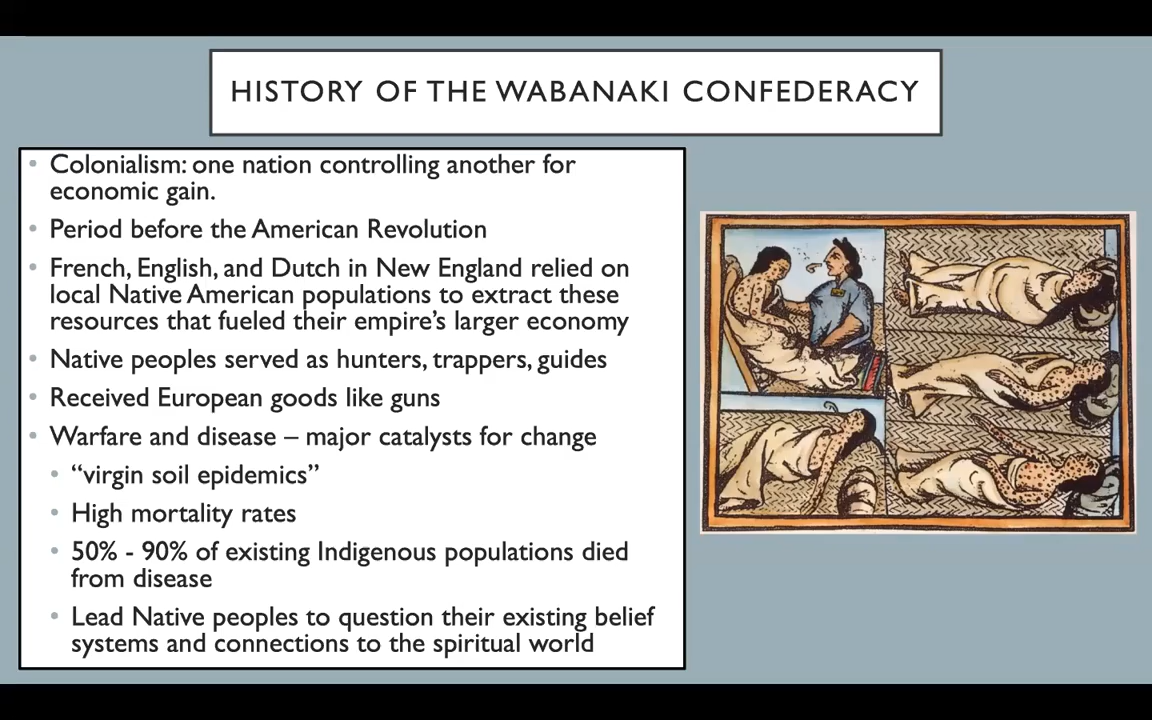 HISTORY OF THE WABANAKI CONFEDERACY
• Colonialism: one nation controlling another for
economic gain.
• Period before the American Revolution
• French, English, and Dutch in New England relied on
local Native American populations to extract these
resources that fueled their empire's larger economy
• Native peoples served as hunters, trappers, guides
• Received European goods like guns
• Warfare and disease – major catalysts for change
• “virgin soil epidemics”
• High mortality rates
• 50% - 90% of existing Indigenous populations died
from disease
• Lead Native peoples to question their existing belief
systems and connections to the spiritual world